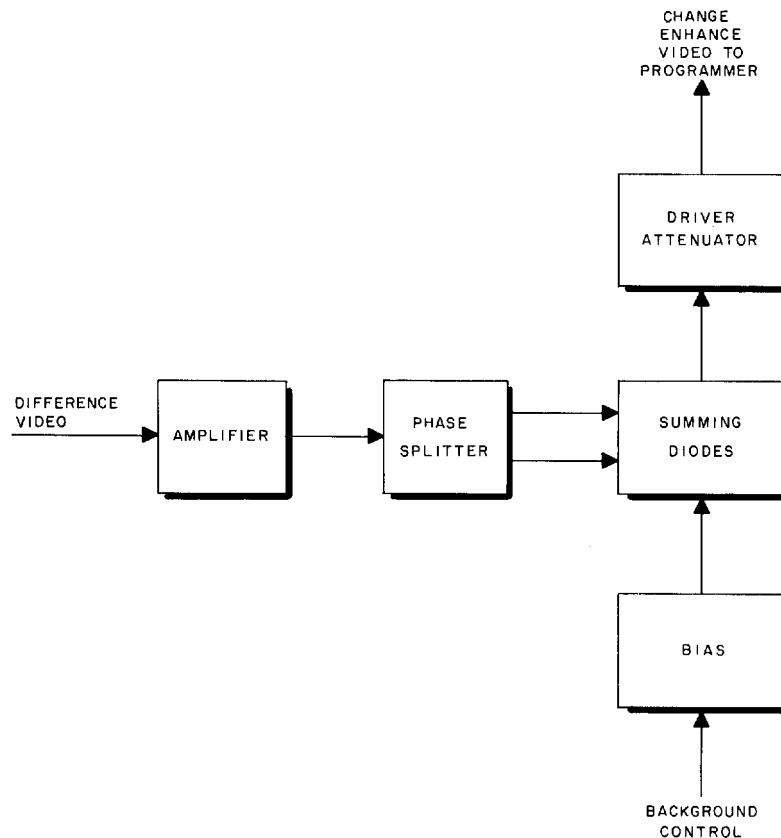 CHANGE
ENHANCE
VIDEO TO
PROGRAMMER
DRIVER
ATTENUATOR
DIFFERENCE
VIDEO
AMPLIFIER
PHASE
SPLITTER
SUMMING
DIODES
BIAS
BACKGROUND
CONTROL